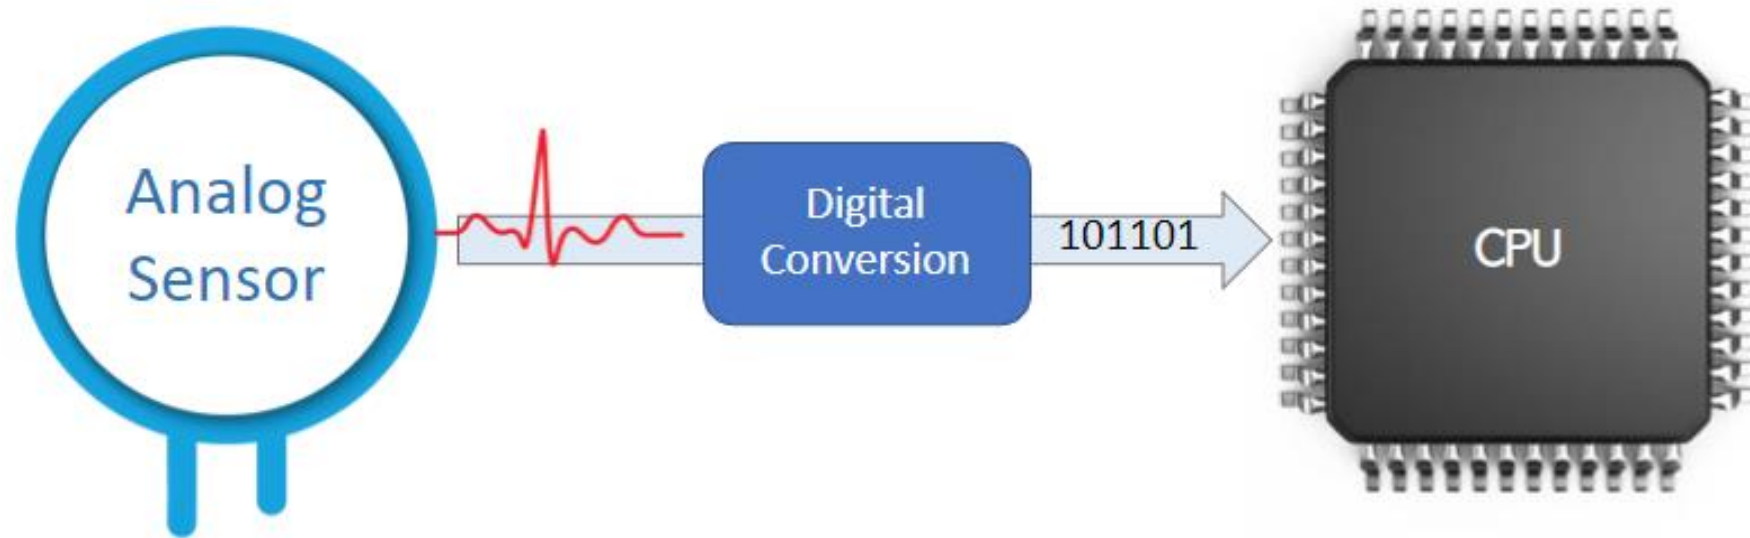 Analog
Sensor
Digital
Conversion
101101
CPU